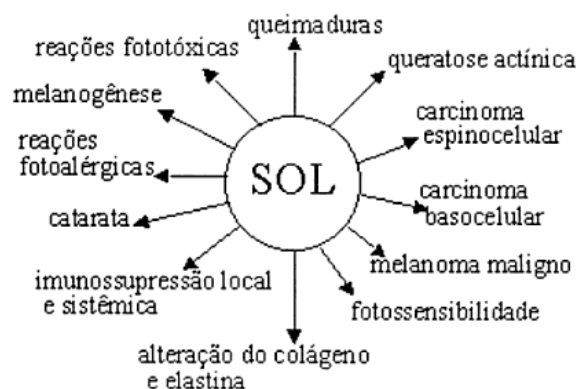 queimaduras
reações fototóxicas
queratose actínica
melanogênese
carcinoma
espinocelular
reações
fotoalérgicas
SOL
carcinoma
basocelular
catarata
melanoma maligno
imunossupressão local
e sistêmica
fotossensibilidade
alteração do colágeno
e elastina